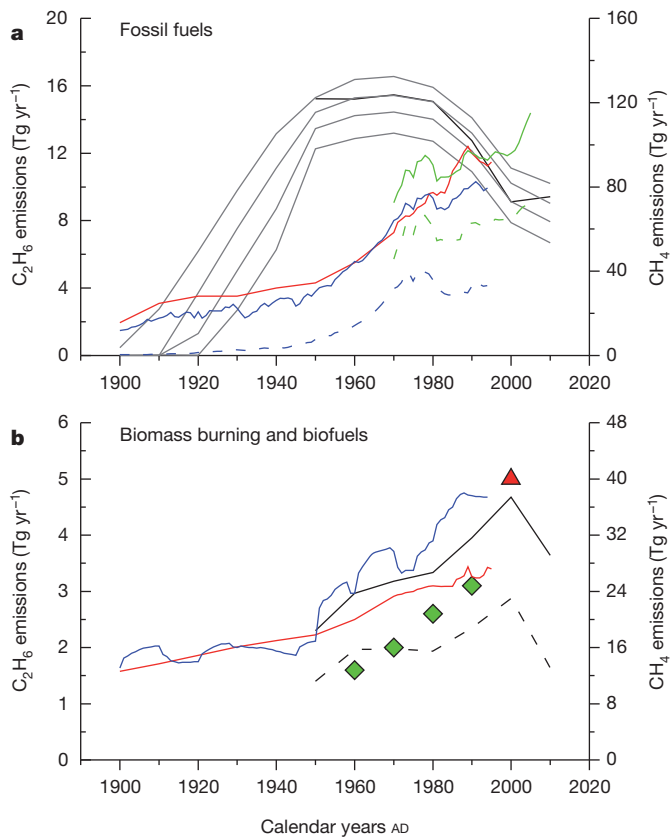 a
Fossil fuels
C₂H₆ emissions (Tg yr⁻¹)
20
16
12
8
4
0
CH₄ emissions (Tg yr⁻¹)
160
120
80
40
0
1900 1920 1940 1960 1980 2000 2020
b
Biomass burning and biofuels
C₂H₆ emissions (Tg yr⁻¹)
6
5
4
3
2
1
0
CH₄ emissions (Tg yr⁻¹)
48
40
32
24
16
8
0
1900 1920 1940 1960 1980 2000 2020
Calendar years AD